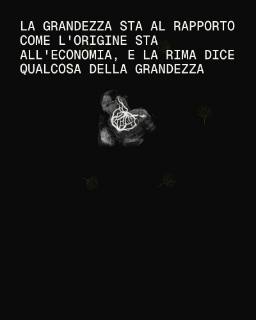 LA GRANDEZZA STA AL RAPPORTO
COME L'ORIGINE STA
ALL'ECONOMIA, E LA RIMA DICE
QUALCOSA DELLA GRANDEZZA